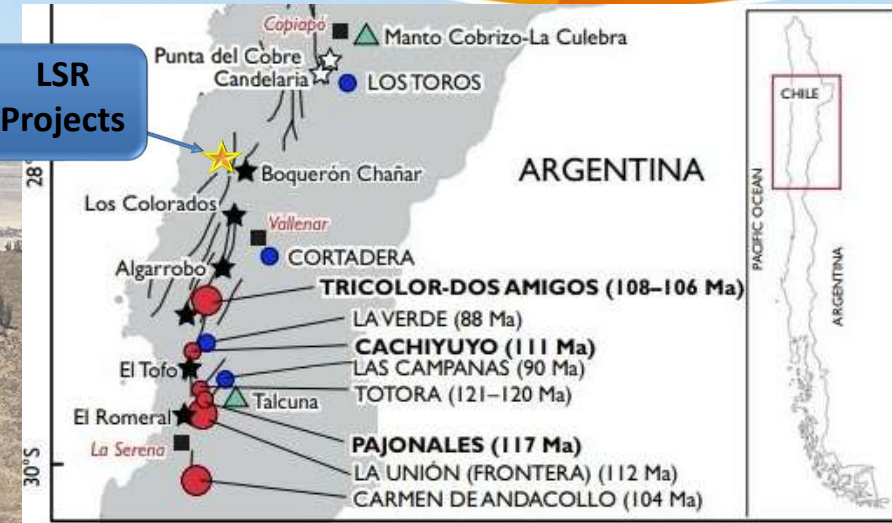 Copiapó
Manto Cobrizo-La Culebra
Punta del Cobre
Candelaria
LOS TOROS
LSR
Projects
28°
Boquerón Chañar
ARGENTINA
Los Colorados
Vallenar
CORTADERA
Algarrobo
TRICOLOR-DOS AMIGOS (108–106 Ma)
LA VERDE (88 Ma)
CACHIYUYO (111 Ma)
El Tofo
LAS CAMPANAS (90 Ma)
TOTORA (121–120 Ma)
Talcuna
El Romeral
La Serena
PAJONALES (117 Ma)
30°S
LA UNIÓN (FRONTERA) (112 Ma)
CARMEN DE ANDACOLLO (104 Ma)
CHILE
PACIFIC OCEAN
ARGENTINA